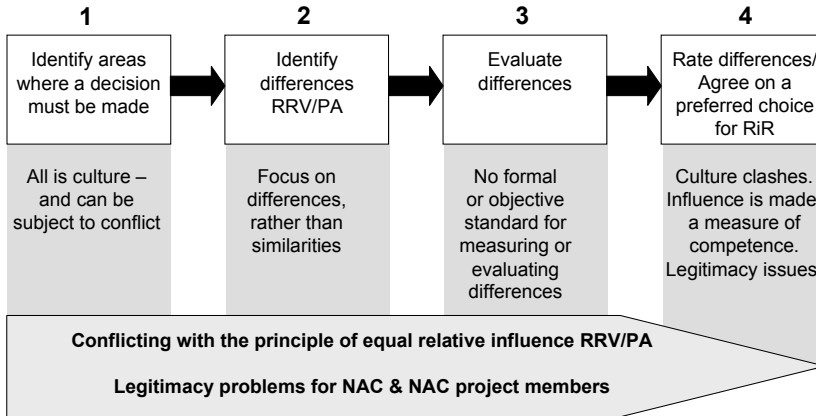 1
Identify areas
where a decision
must be made
2
Identify
differences
RRV/PA
3
Evaluate
differences
4
Rate differences/
Agree on a
preferred choice
for RiR
All is culture –
and can be
subject to conflict
Focus on
differences,
rather than
similarities
No formal
or objective
standard for
measuring or
evaluating
differences
Culture clashes.
Influence is made
a measure of
competence.
Legitimacy issues
Conflicting with the principle of equal relative influence RRV/PA
Legitimacy problems for NAC & NAC project members